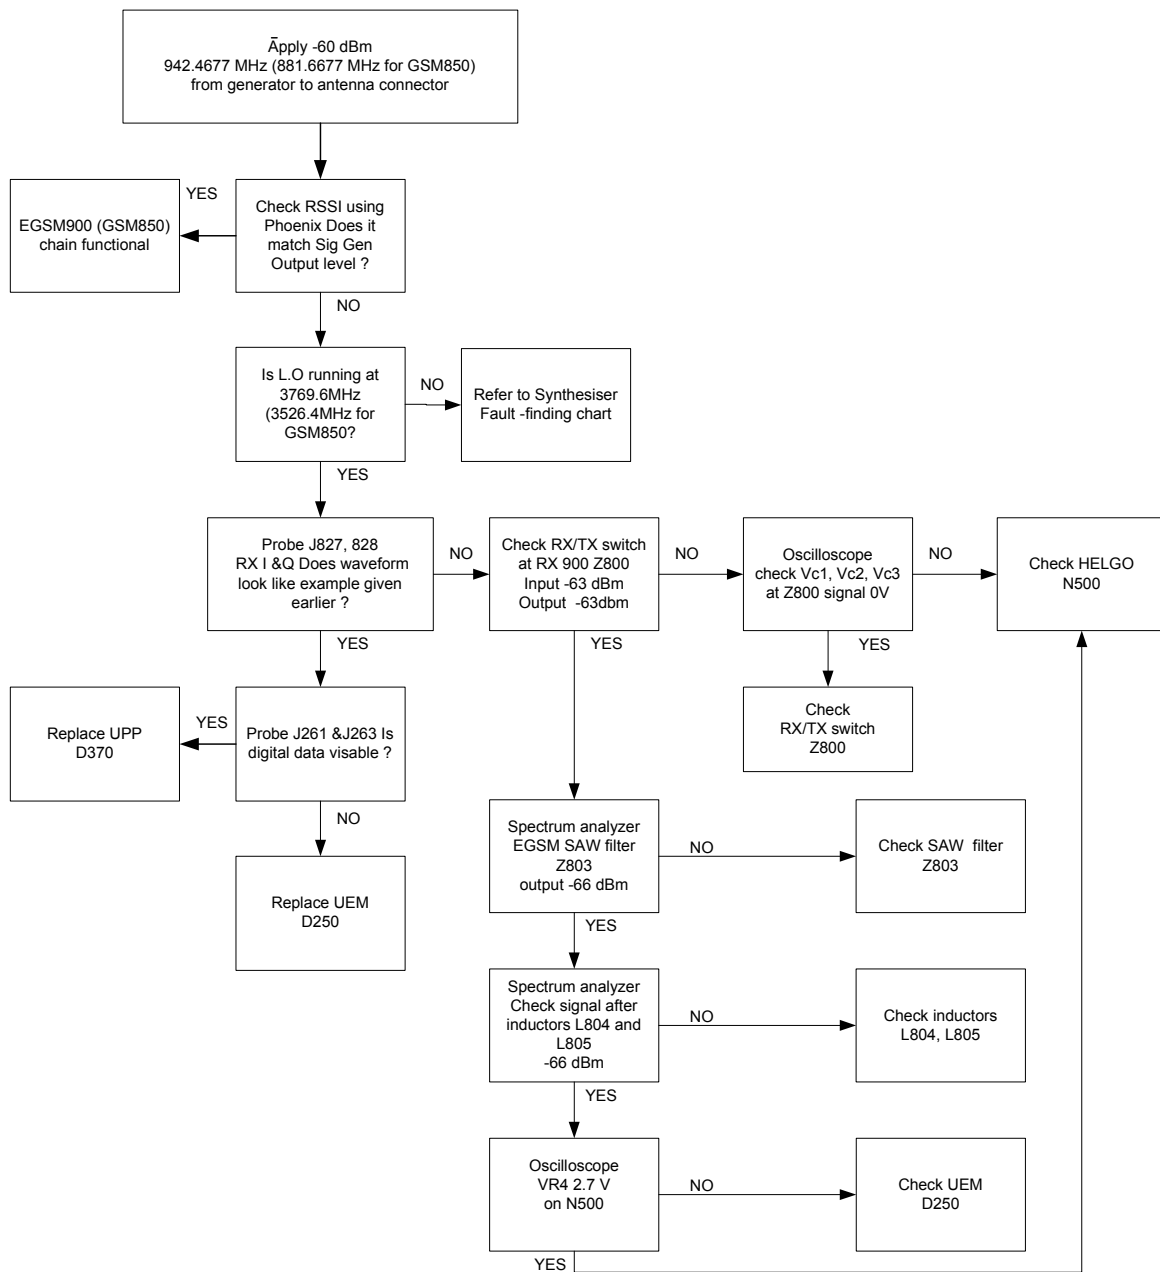 Āpply -60 dBm
942.4677 MHz (881.6677 MHz for GSM850)
from generator to antenna connector
YES
EGSM900 (GSM850)
chain functional
Check RSSI using
Phoenix Does it
match Sig Gen
Output level ?
NO
Is L.O running at
3769.6MHz
(3526.4MHz for
GSM850?
NO
Refer to Synthesiser
Fault -finding chart
YES
Probe J827, 828
RX I &Q Does waveform
look like example given
earlier ?
NO
Check RX/TX switch
at RX 900 Z800
Input -63 dBm
Output -63dbm
NO
Oscilloscope
check Vc1, Vc2, Vc3
at Z800 signal 0V
NO
Check HELGO
N500
YES
YES
YES
Replace UPP
D370
YES
Probe J261 &J263 Is
digital data visable ?
Check
RX/TX switch
Z800
NO
Replace UEM
D250
Spectrum analyzer
EGSM SAW filter
Z803
output -66 dBm
NO
Check SAW filter
Z803
YES
Spectrum analyzer
Check signal after
inductors L804 and
L805
-66 dBm
NO
Check inductors
L804, L805
YES
Oscilloscope
VR4 2.7 V
on N500
NO
Check UEM
D250
YES